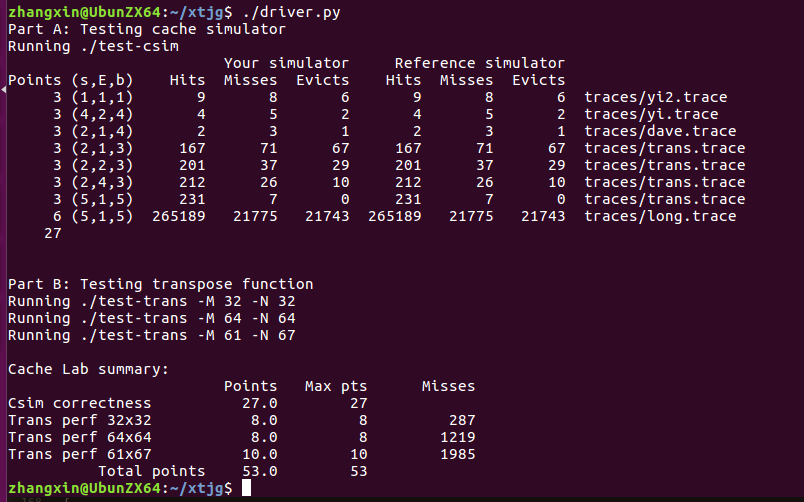 zhangxin@UbunZX64:~/xtjg$ ./driver.py
Part A: Testing cache simulator
Running ./test-csim
                        Your simulator     Reference simulator
Points (s,E,b)    Hits  Misses  Evicts    Hits  Misses  Evicts
     3 (1,1,1)       9       8       6       9       8       6  traces/yi2.trace
     3 (4,2,4)       4       5       2       4       5       2  traces/yi.trace
     3 (2,1,4)       2       3       1       2       3       1  traces/dave.trace
     3 (2,1,3)     167      71      67     167      71      67  traces/trans.trace
     3 (2,2,3)     201      37      29     201      37      29  traces/trans.trace
     3 (2,4,3)     212      26      10     212      26      10  traces/trans.trace
     3 (5,1,5)     231       7       0     231       7       0  traces/trans.trace
     6 (5,1,5)  265189   21775   21743  265189   21775   21743  traces/long.trace
    27
Part B: Testing transpose function
Running ./test-trans -M 32 -N 32
Running ./test-trans -M 64 -N 64
Running ./test-trans -M 61 -N 67
Cache Lab summary:
                        Points   Max pts      Misses
Csim correctness          27.0        27
Trans perf 32x32           8.0         8         287
Trans perf 64x64           8.0         8        1219
Trans perf 61x67          10.0        10        1985
          Total points    53.0        53
zhangxin@UbunZX64:~/xtjg$